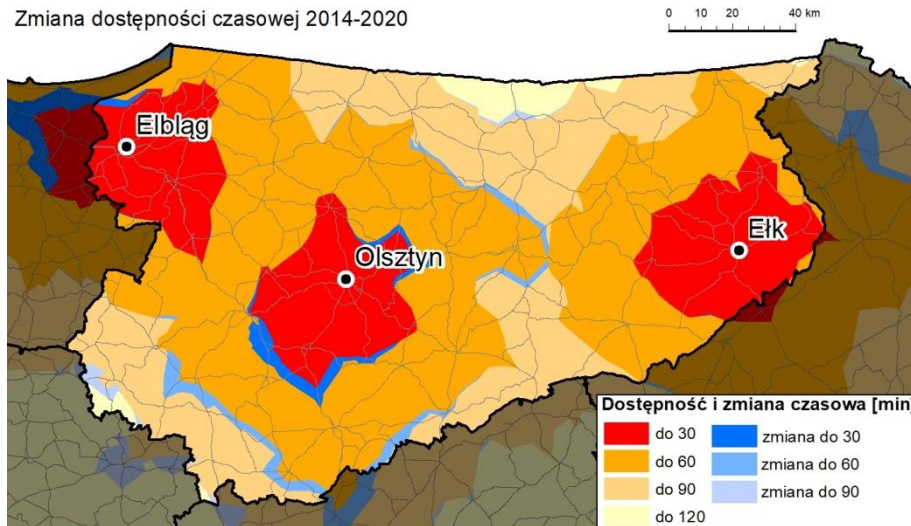 Zmiana dostępności czasowej 2014-2020
0 10 20 40 km
Elbląg
Olsztyn
Ełk
Dostępność i zmiana czasowa [min]
do 30 zmiana do 30
do 60 zmiana do 60
do 90 zmiana do 90
do 120